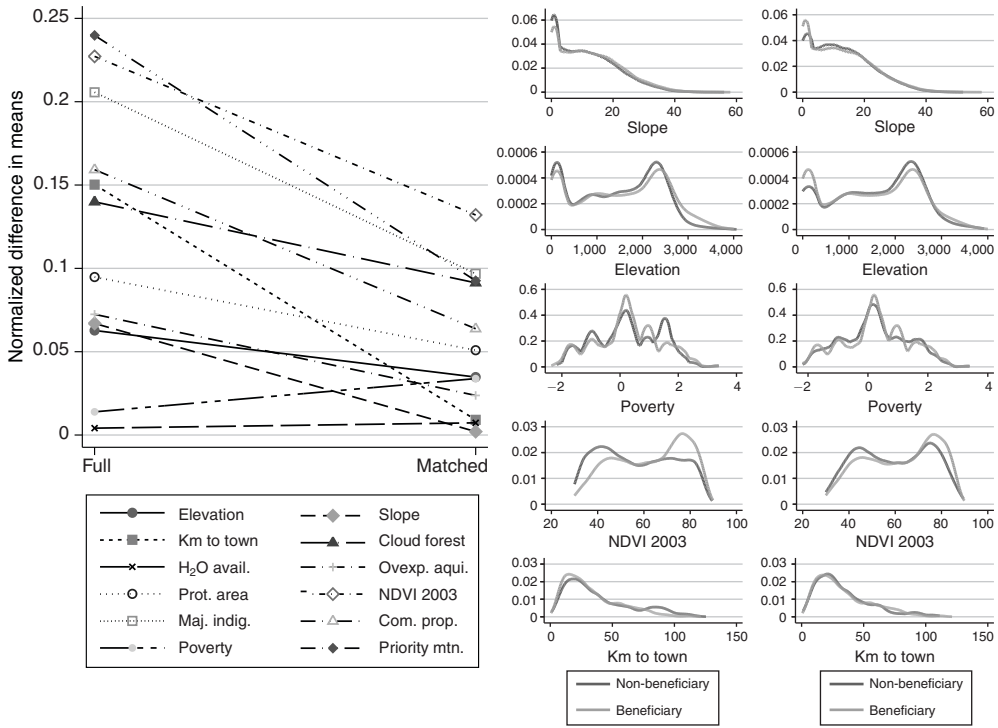 Normalized difference in means
0.25
0.2
0.15
0.1
0.05
0
Full
Matched
Elevation
Km to town
H₂O avail.
Prot. area
Maj. indig.
Poverty
Slope
Cloud forest
Ovexp. aqui.
NDVI 2003
Com. prop.
Priority mtn.
0.06
0.04
0.02
0
0 20 40 60
Slope
0.06
0.04
0.02
0
0 20 40 60
Slope
0.0006
0.0004
0.0002
0
0 1,000 2,000 3,000 4,000
Elevation
0.0006
0.0004
0.0002
0
0 1,000 2,000 3,000 4,000
Elevation
0.6
0.4
0.2
0
−2 0 2 4
Poverty
0.6
0.4
0.2
0
−2 0 2 4
Poverty
0.03
0.02
0.01
0
20 40 60 80 100
NDVI 2003
0.03
0.02
0.01
0
20 40 60 80 100
NDVI 2003
0.03
0.02
0.01
0
0 50 100 150
Km to town
0.03
0.02
0.01
0
0 50 100 150
Km to town
Non-beneficiary
Beneficiary
Non-beneficiary
Beneficiary